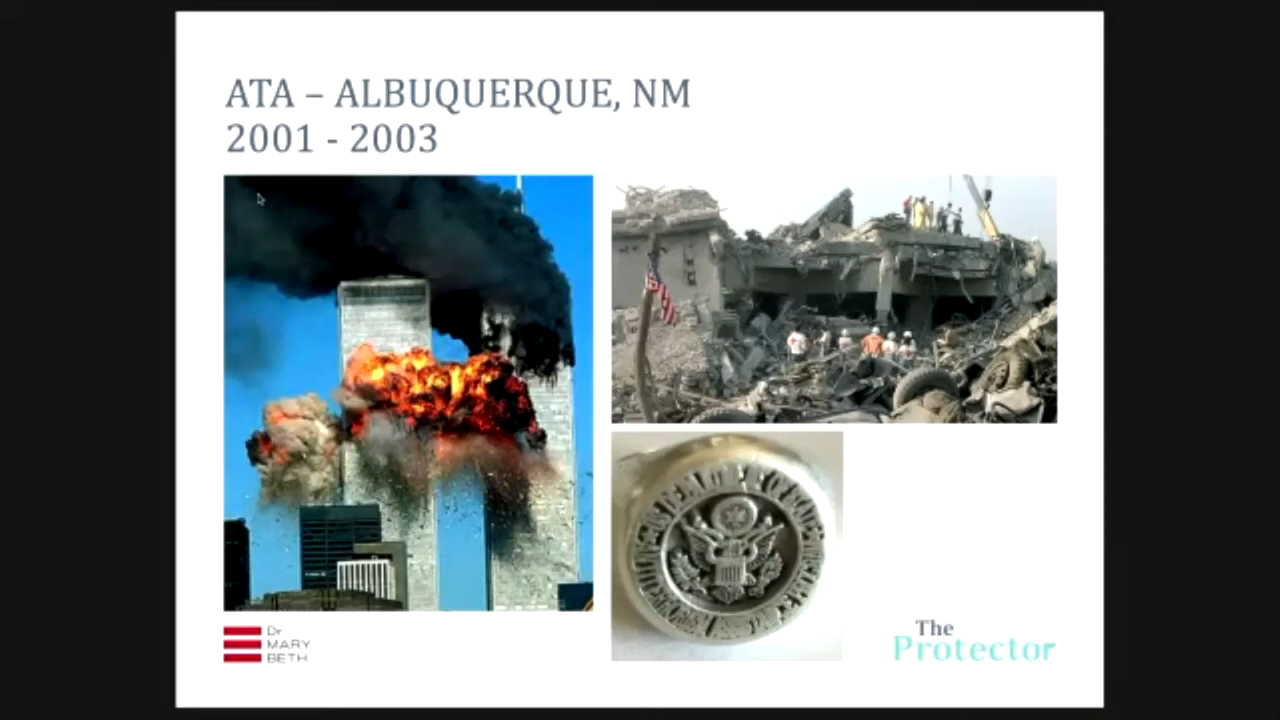 ATA – ALBUQUERQUE, NM
2001 - 2003
Dr
MARY
BETH
The
Protector